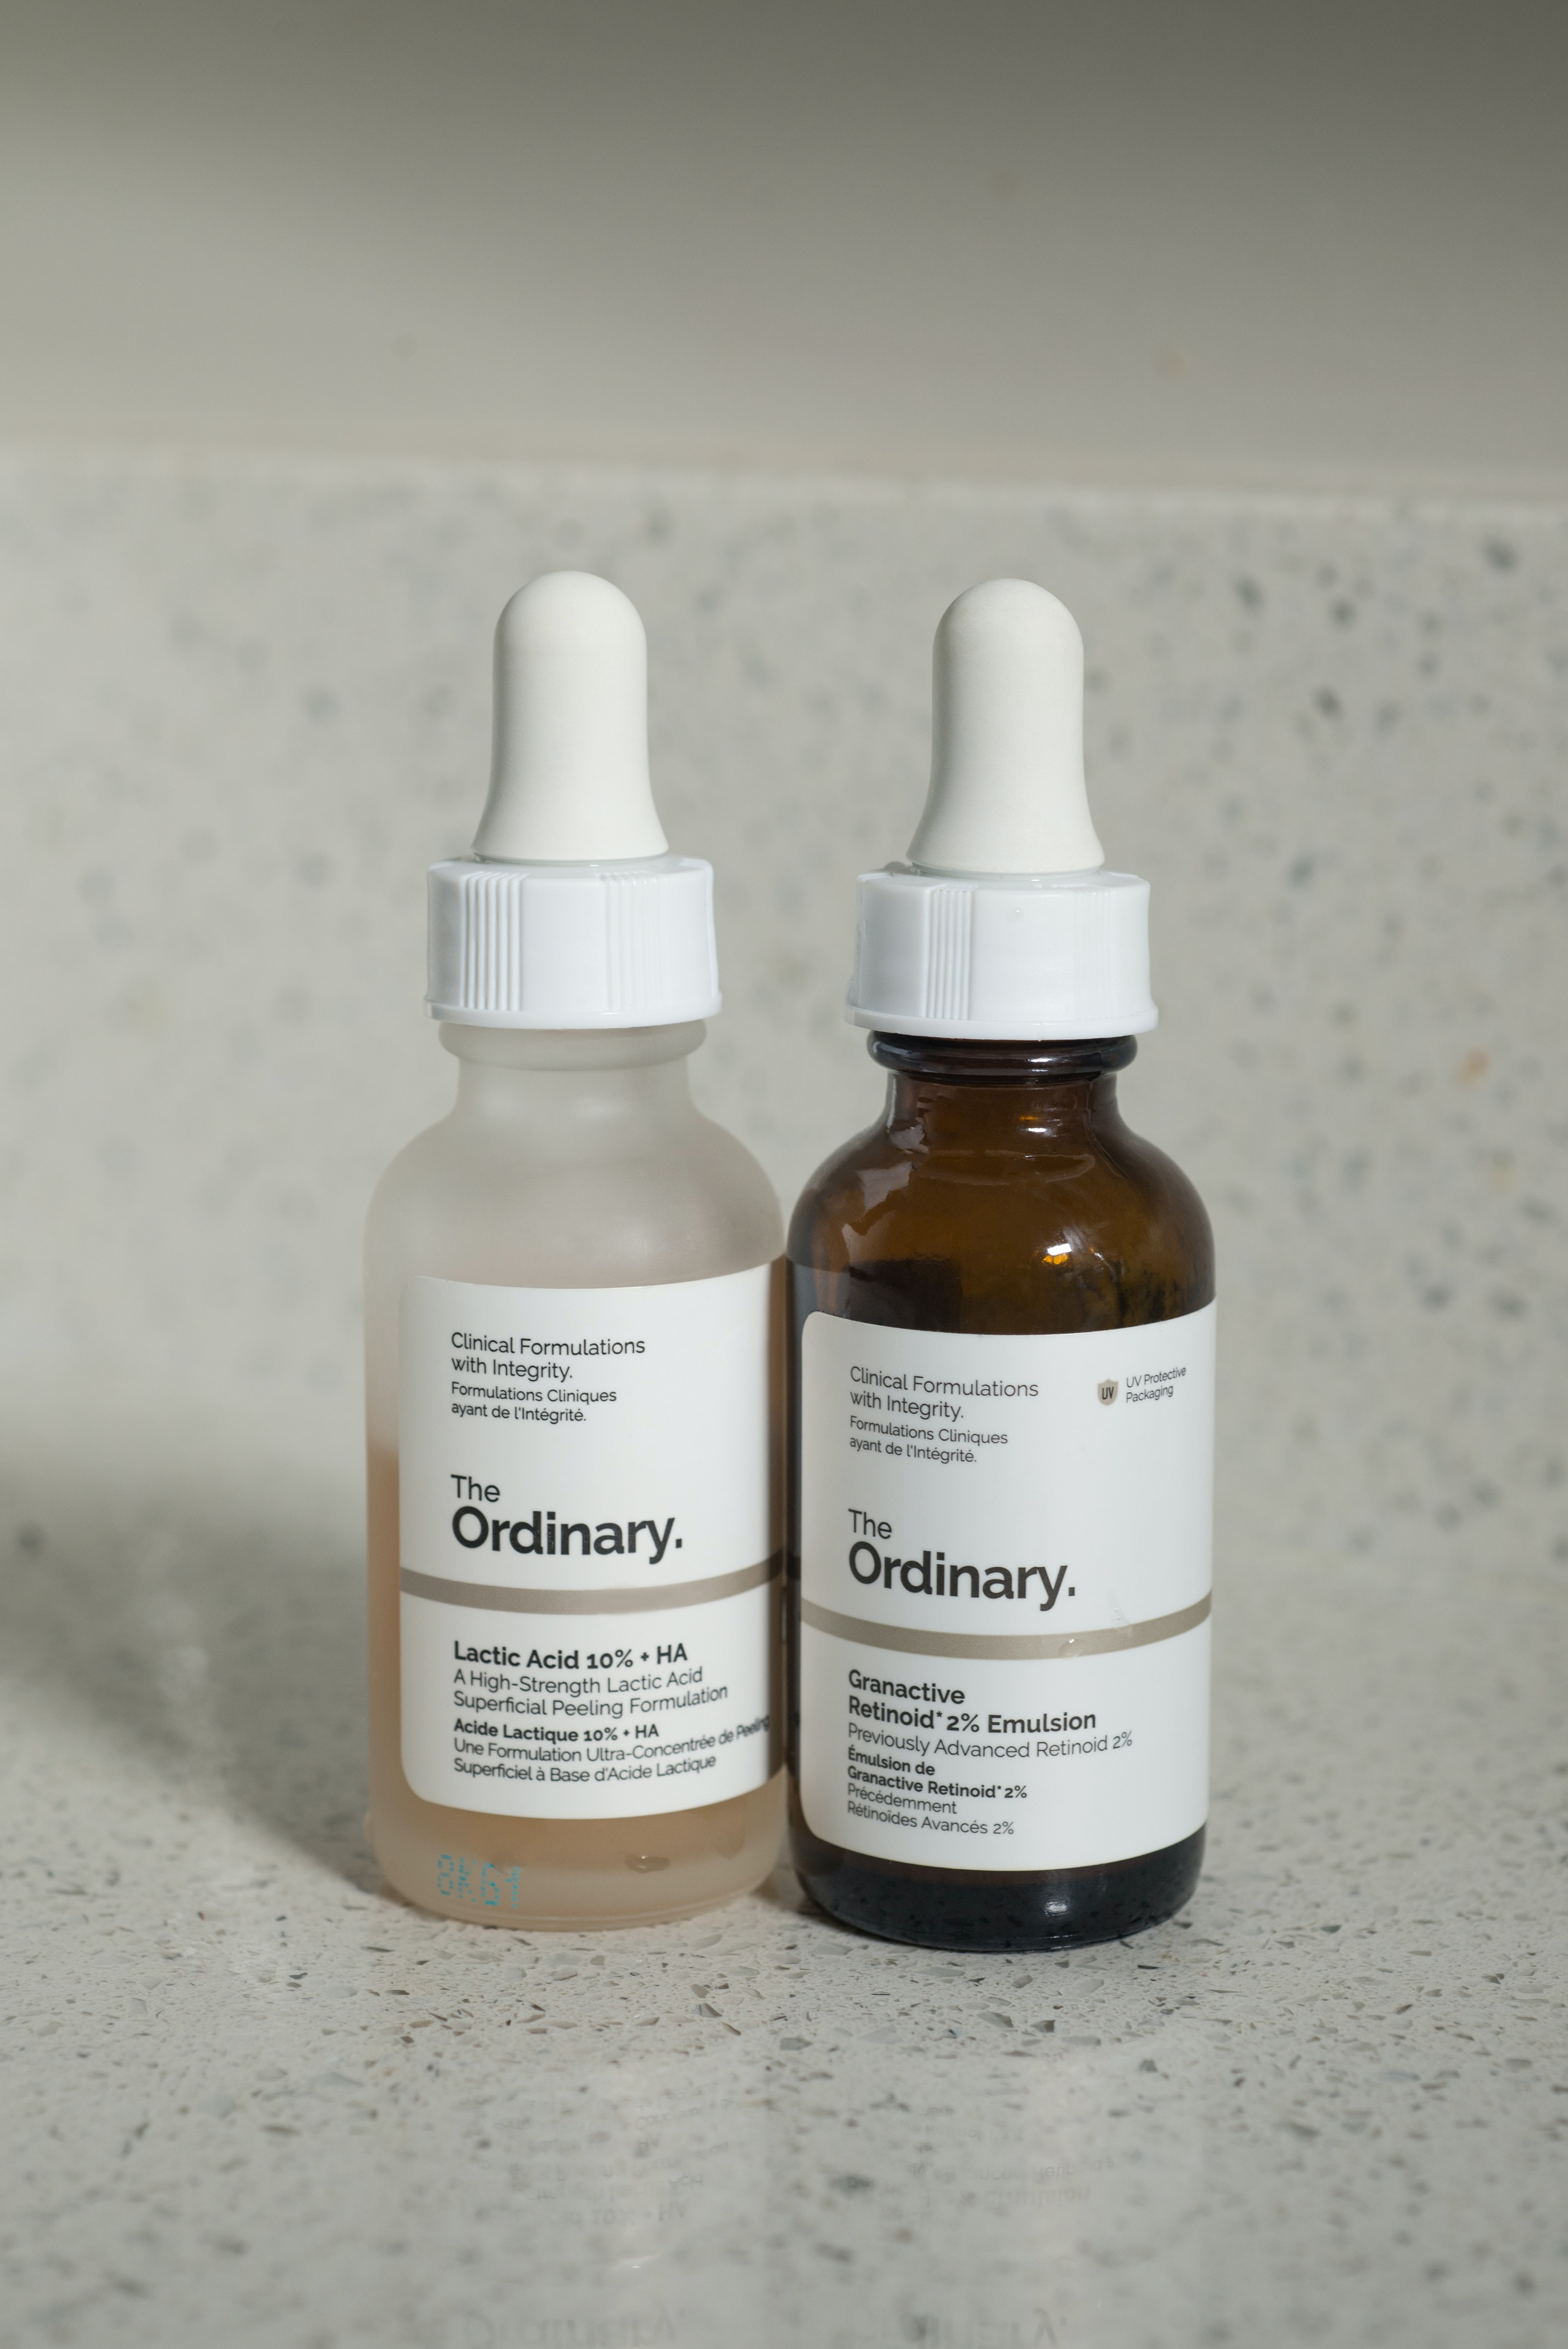 Clinical Formulations
with Integrity.
Formulations Cliniques
ayant de l'Intégrité.
The
Ordinary.
Lactic Acid 10% + HA
A High-Strength Lactic Acid
Superficial Peeling Formulation
Acide Lactique 10% + HA
Une Formulation Ultra-Concentrée de Peeling
Superficiel à Base d'Acide Lactique
8K61
Clinical Formulations
with Integrity.
Formulations Cliniques
ayant de l'Intégrité.
UV
UV Protective
Packaging
The
Ordinary.
Granactive
Retinoid* 2% Emulsion
Previously Advanced Retinoid 2%
Émulsion de
Granactive Retinoid* 2%
Précédemment
Rétinoïdes Avancés 2%